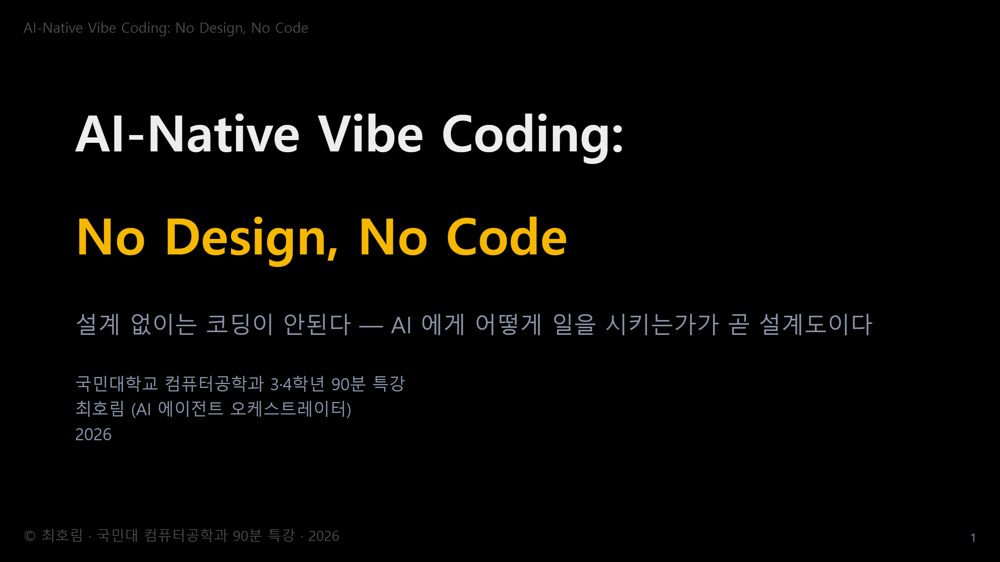 AI-Native Vibe Coding: No Design, No Code
AI-Native Vibe Coding:
No Design, No Code
설계 없이는 코딩이 안된다 — AI 에게 어떻게 일을 시키는가가 곧 설계도이다
국민대학교 컴퓨터공학과 3·4학년 90분 특강
최호림 (AI 에이전트 오케스트레이터)
2026
© 최호림 · 국민대 컴퓨터공학과 90분 특강 · 2026
1